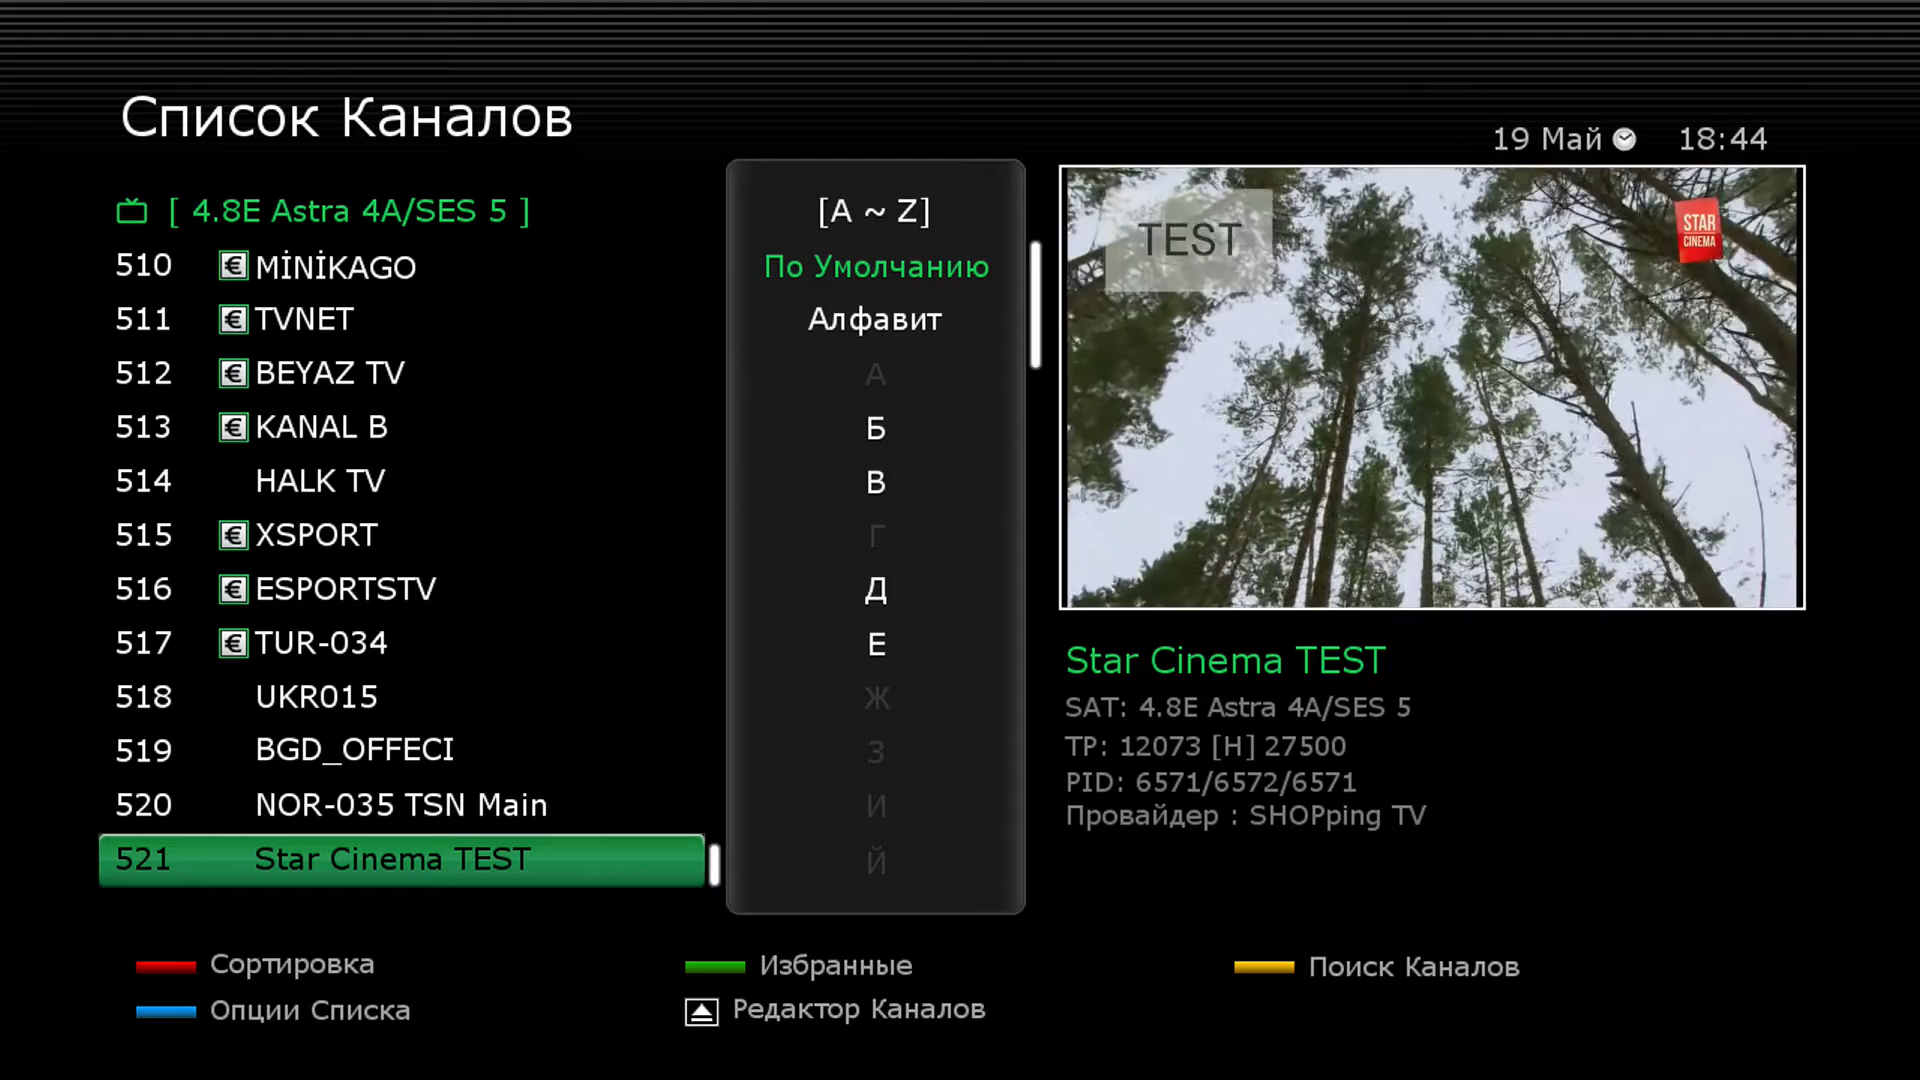 Список Каналов
19 Май 18:44
[ 4.8E Astra 4A/SES 5 ]
510 € MİNİKAGO
511 € TVNET
512 € BEYAZ TV
513 € KANAL B
514 HALK TV
515 € XSPORT
516 € ESPORTSTV
517 € TUR-034
518 UKR015
519 BGD_OFFECI
520 NOR-035 TSN Main
521 Star Cinema TEST
[A ~ Z]
По Умолчанию
Алфавит
А
Б
В
Г
Д
Е
Ж
З
И
Й
TEST
STAR
CINEMA
Star Cinema TEST
SAT: 4.8E Astra 4A/SES 5
TP: 12073 [H] 27500
PID: 6571/6572/6571
Провайдер : SHOPping TV
Сортировка
Избранные
Поиск Каналов
Опции Списка
Редактор Каналов